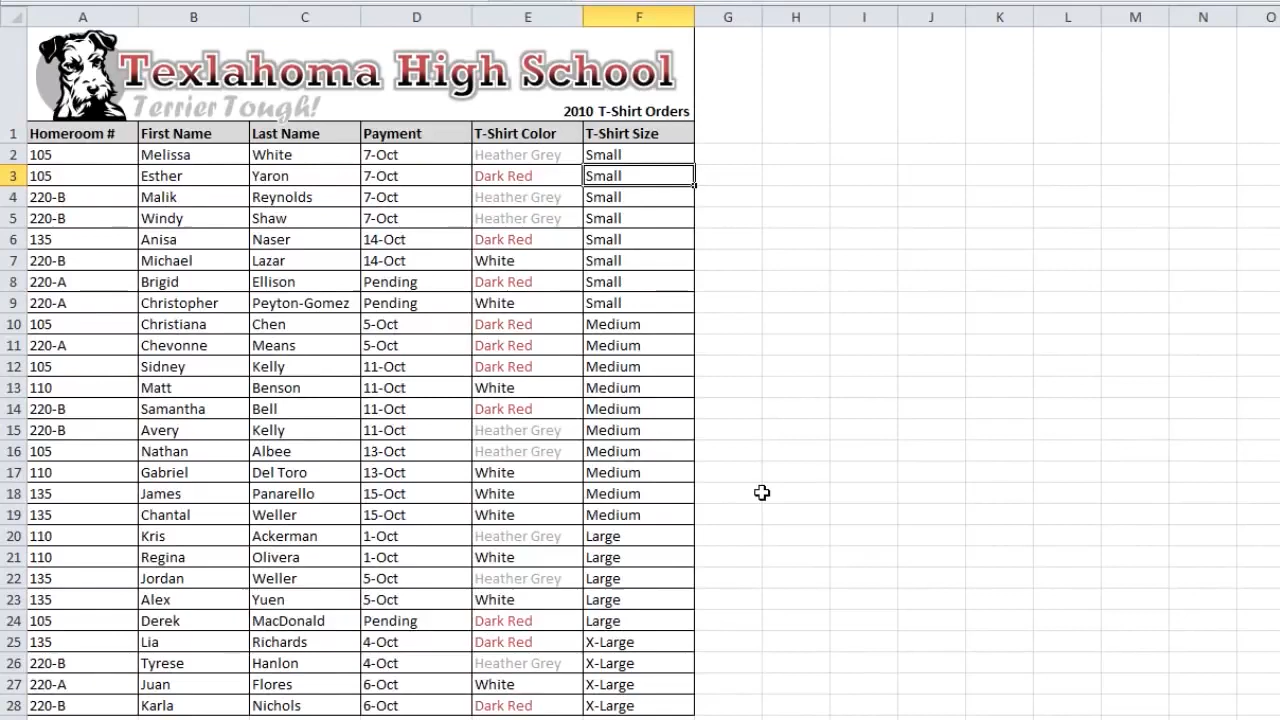 A B C D E F G H I J K L M N O
Texlahoma High School
Terrier Tough!
2010 T-Shirt Orders
1 Homeroom # First Name Last Name Payment T-Shirt Color T-Shirt Size
2 105 Melissa White 7-Oct Heather Grey Small
3 105 Esther Yaron 7-Oct Dark Red Small
4 220-B Malik Reynolds 7-Oct Heather Grey Small
5 220-B Windy Shaw 7-Oct Heather Grey Small
6 135 Anisa Naser 14-Oct Dark Red Small
7 220-B Michael Lazar 14-Oct White Small
8 220-A Brigid Ellison Pending Dark Red Small
9 220-A Christopher Peyton-Gomez Pending White Small
10 105 Christiana Chen 5-Oct Dark Red Medium
11 220-A Chevonne Means 5-Oct Dark Red Medium
12 105 Sidney Kelly 11-Oct Dark Red Medium
13 110 Matt Benson 11-Oct White Medium
14 220-B Samantha Bell 11-Oct Dark Red Medium
15 220-B Avery Kelly 11-Oct Heather Grey Medium
16 105 Nathan Albee 13-Oct Heather Grey Medium
17 110 Gabriel Del Toro 13-Oct White Medium
18 135 James Panarello 15-Oct White Medium
19 135 Chantal Weller 15-Oct White Medium
20 110 Kris Ackerman 1-Oct Heather Grey Large
21 110 Regina Olivera 1-Oct White Large
22 135 Jordan Weller 5-Oct Heather Grey Large
23 135 Alex Yuen 5-Oct White Large
24 105 Derek MacDonald Pending Dark Red Large
25 135 Lia Richards 4-Oct Dark Red X-Large
26 220-B Tyrese Hanlon 4-Oct Heather Grey X-Large
27 220-A Juan Flores 6-Oct White X-Large
28 220-B Karla Nichols 6-Oct Dark Red X-Large